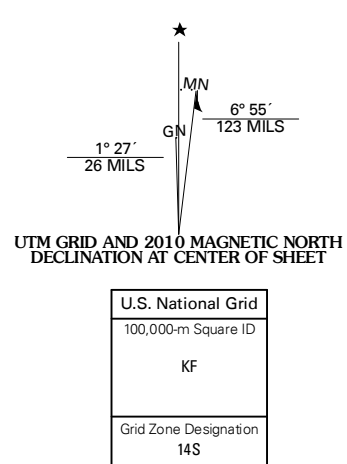 ★
MN
GN
6° 55´
123 MILS
1° 27´
26 MILS
UTM GRID AND 2010 MAGNETIC NORTH
DECLINATION AT CENTER OF SHEET
U.S. National Grid
100,000-m Square ID
KF
Grid Zone Designation
14S